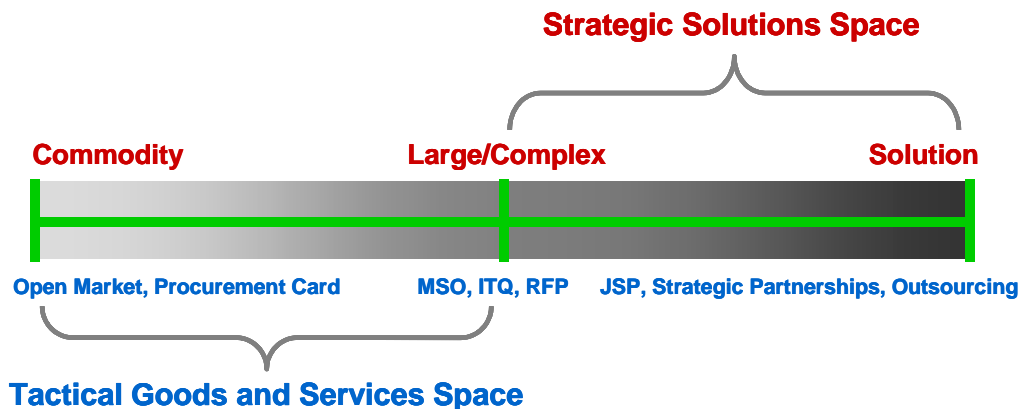 Strategic Solutions Space
Commodity Large/Complex Solution
Open Market, Procurement Card MSO, ITQ, RFP JSP, Strategic Partnerships, Outsourcing
Tactical Goods and Services Space